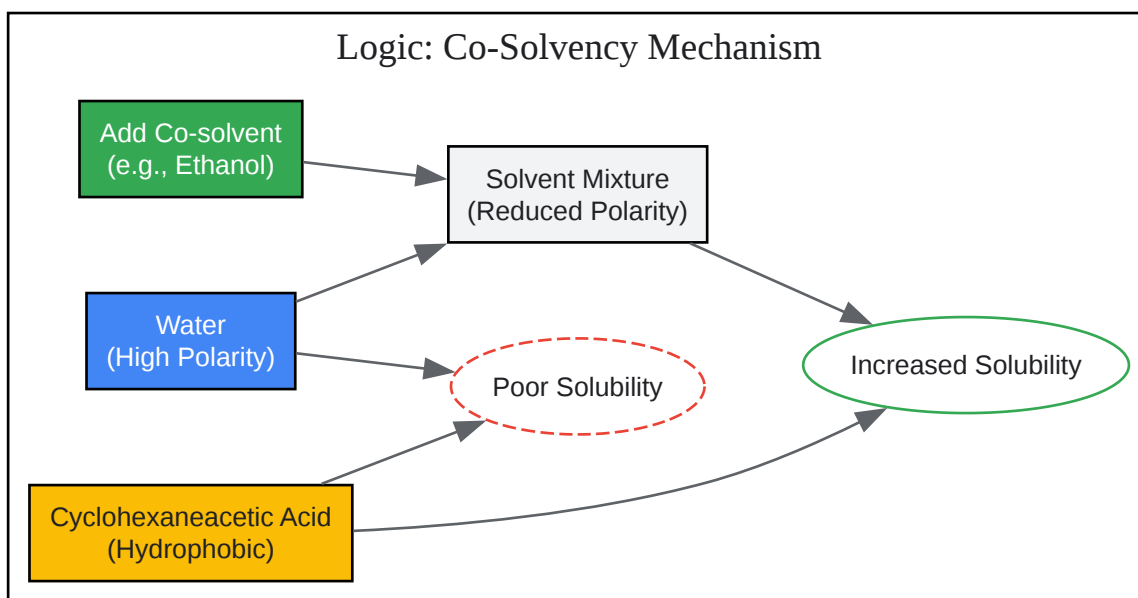 Logic: Co-Solvency Mechanism
Add Co-solvent
(e.g., Ethanol)
Solvent Mixture
(Reduced Polarity)
Water
(High Polarity)
Poor Solubility
Increased Solubility
Cyclohexaneacetic Acid
(Hydrophobic)